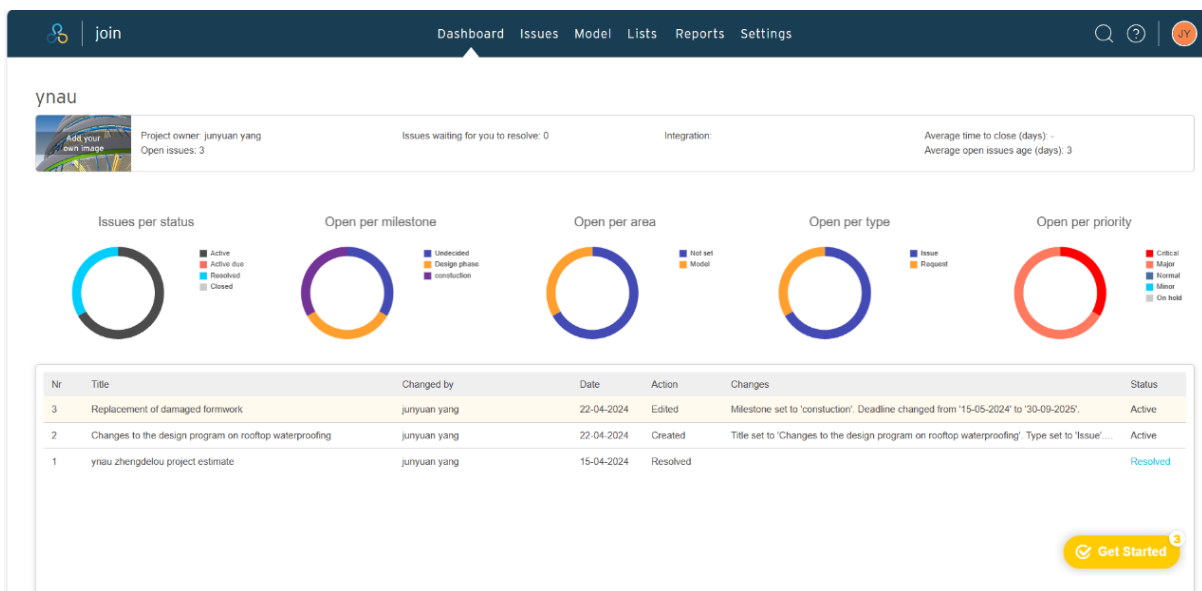 join
Dashboard Issues Model Lists Reports Settings
JY
ynau
Add your
own image
Project owner: junyuan yang
Open issues: 3
Issues waiting for you to resolve: 0
Integration:
Average time to close (days): -
Average open issues age (days): 3
Issues per status
Active
Active due
Resolved
Closed
Open per milestone
Undecided
Design phase
constuction
Open per area
Not set
Model
Open per type
Issue
Request
Open per priority
Critical
Major
Normal
Minor
On hold
Nr Title Changed by Date Action Changes Status
3 Replacement of damaged formwork junyuan yang 22-04-2024 Edited Milestone set to 'constuction'. Deadline changed from '15-05-2024' to '30-09-2025'. Active
2 Changes to the design program on rooftop waterproofing junyuan yang 22-04-2024 Created Title set to 'Changes to the design program on rooftop waterproofing'. Type set to 'Issue'.... Active
1 ynau zhengdelou project estimate junyuan yang 15-04-2024 Resolved Resolved
Get Started
3